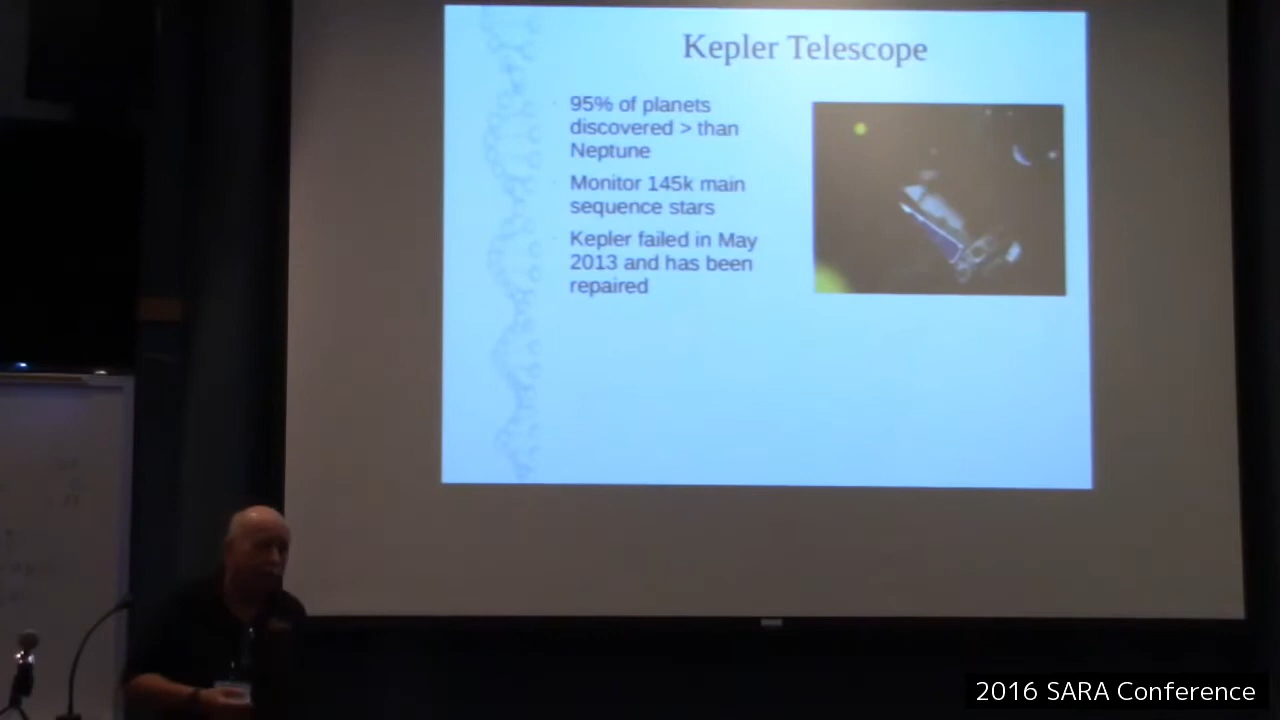 Kepler Telescope
95% of planets
discovered > than
Neptune
Monitor 145k main
sequence stars
Kepler failed in May
2013 and has been
repaired
2016 SARA Conference